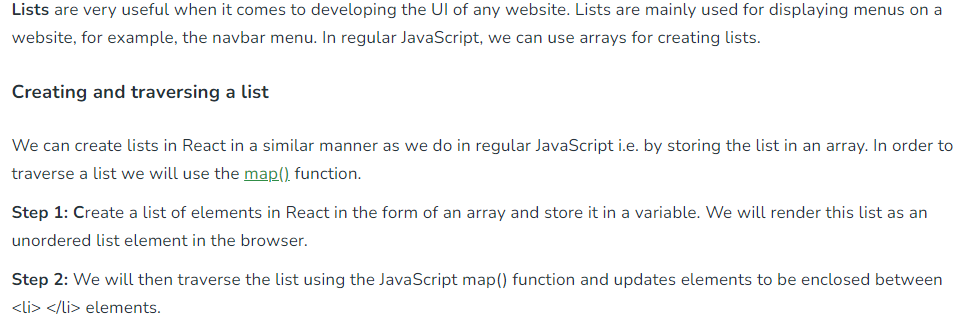 Lists are very useful when it comes to developing the UI of any website. Lists are mainly used for displaying menus on a
website, for example, the navbar menu. In regular JavaScript, we can use arrays for creating lists.
Creating and traversing a list
We can create lists in React in a similar manner as we do in regular JavaScript i.e. by storing the list in an array. In order to
traverse a list we will use the map() function.
Step 1: Create a list of elements in React in the form of an array and store it in a variable. We will render this list as an
unordered list element in the browser.
Step 2: We will then traverse the list using the JavaScript map() function and updates elements to be enclosed between
<li> </li> elements.